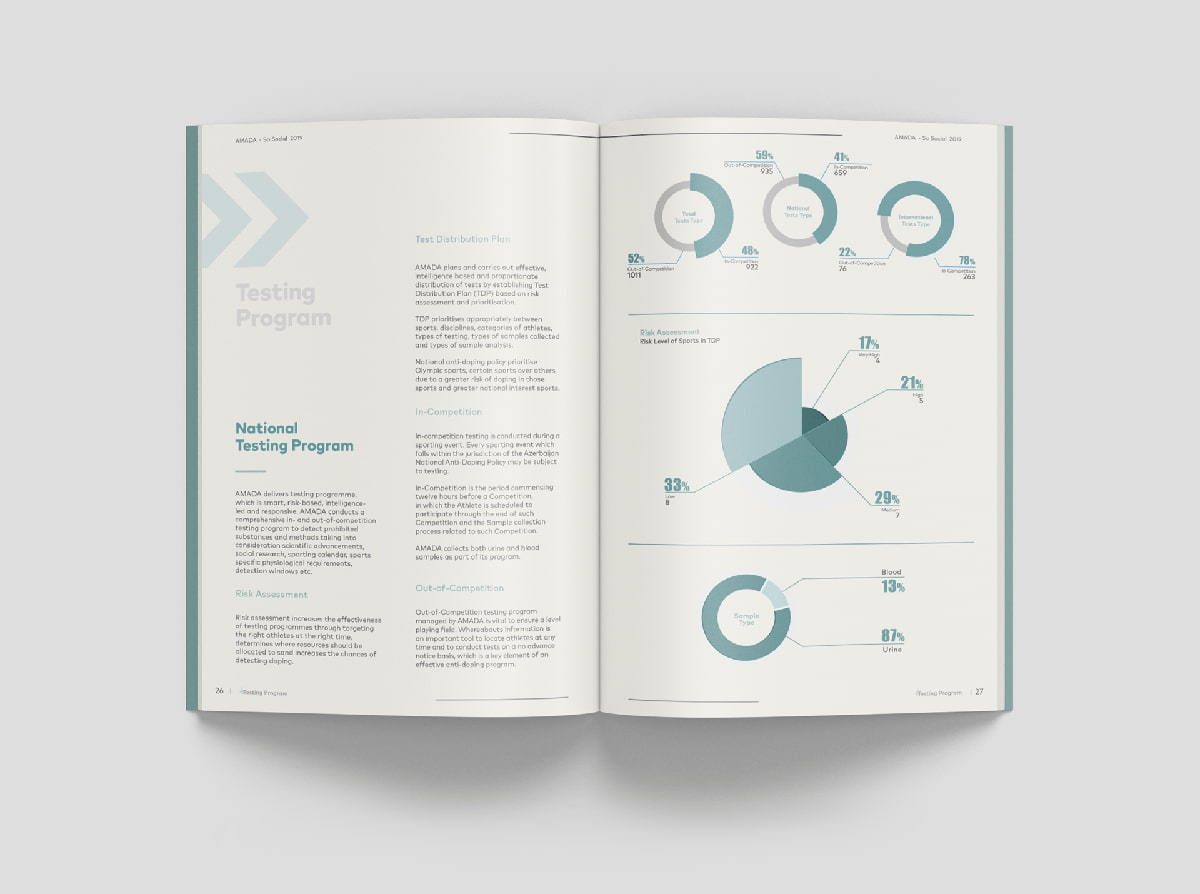 AMADA - So Social 2019
Testing
Program
National
Testing Program
AMADA delivers testing programme,
which is smart, risk-based, intelligence-
led and responsive. AMADA conducts a
comprehensive in- and out-of-competition
testing program to detect prohibited
substances and methods taking into
consideration scientific advancements,
social research, sporting calendar, sports
specific physiological requirements,
detection windows etc.
Risk Assessment
Risk assessment increases the effectiveness
of testing programmes through targeting
the right athletes at the right time,
determines where resources should be
allocated to and increases the chances of
detecting doping.
Test Distribution Plan
AMADA plans and carries out effective,
intelligence based and proportionate
distribution of tests by establishing Test
Distribution Plan (TDP) based on risk
assessment and prioritisation.
TDP prioritises appropriately between
sports, disciplines, categories of athletes,
types of testing, types of samples collected
and types of sample analysis.
National anti-doping policy prioritise
Olympic sports, certain sports over others
due to a greater risk of doping in those
sports and greater national interest sports.
In-Competition
In-competition testing is conducted during a
sporting event. Every sporting event which
falls within the jurisdiction of the Azerbaijan
National Anti-Doping Policy may be subject
to testing.
In-Competition is the period commencing
twelve hours before a Competition
in which the Athlete is scheduled to
participate through the end of such
Competition and the Sample collection
process related to such Competition.
AMADA collects both urine and blood
samples as part of its program.
Out-of-Competition
Out-of-Competition testing program
managed by AMADA is vital to ensure a level
playing field. Whereabouts Information is
an important tool to locate athletes at any
time and to conduct tests on a no advance
notice basis, which is a key element of an
effective anti-doping program.
26 | Testing Program
AMADA - So Social 2019
Total
Tests Type
52%
Out-of-Competition
1011
48%
In-Competition
922
59%
Out-of-Competition
935
41%
In-Competition
659
National
Tests Type
International
Tests Type
22%
Out-of-Competition
76
78%
In-Competition
263
Risk Assessment
Risk Level of Sports in TDP
17%
Very High
4
21%
High
5
33%
Low
8
29%
Medium
7
Sample
Type
Blood
13%
87%
Urine
Testing Program | 27